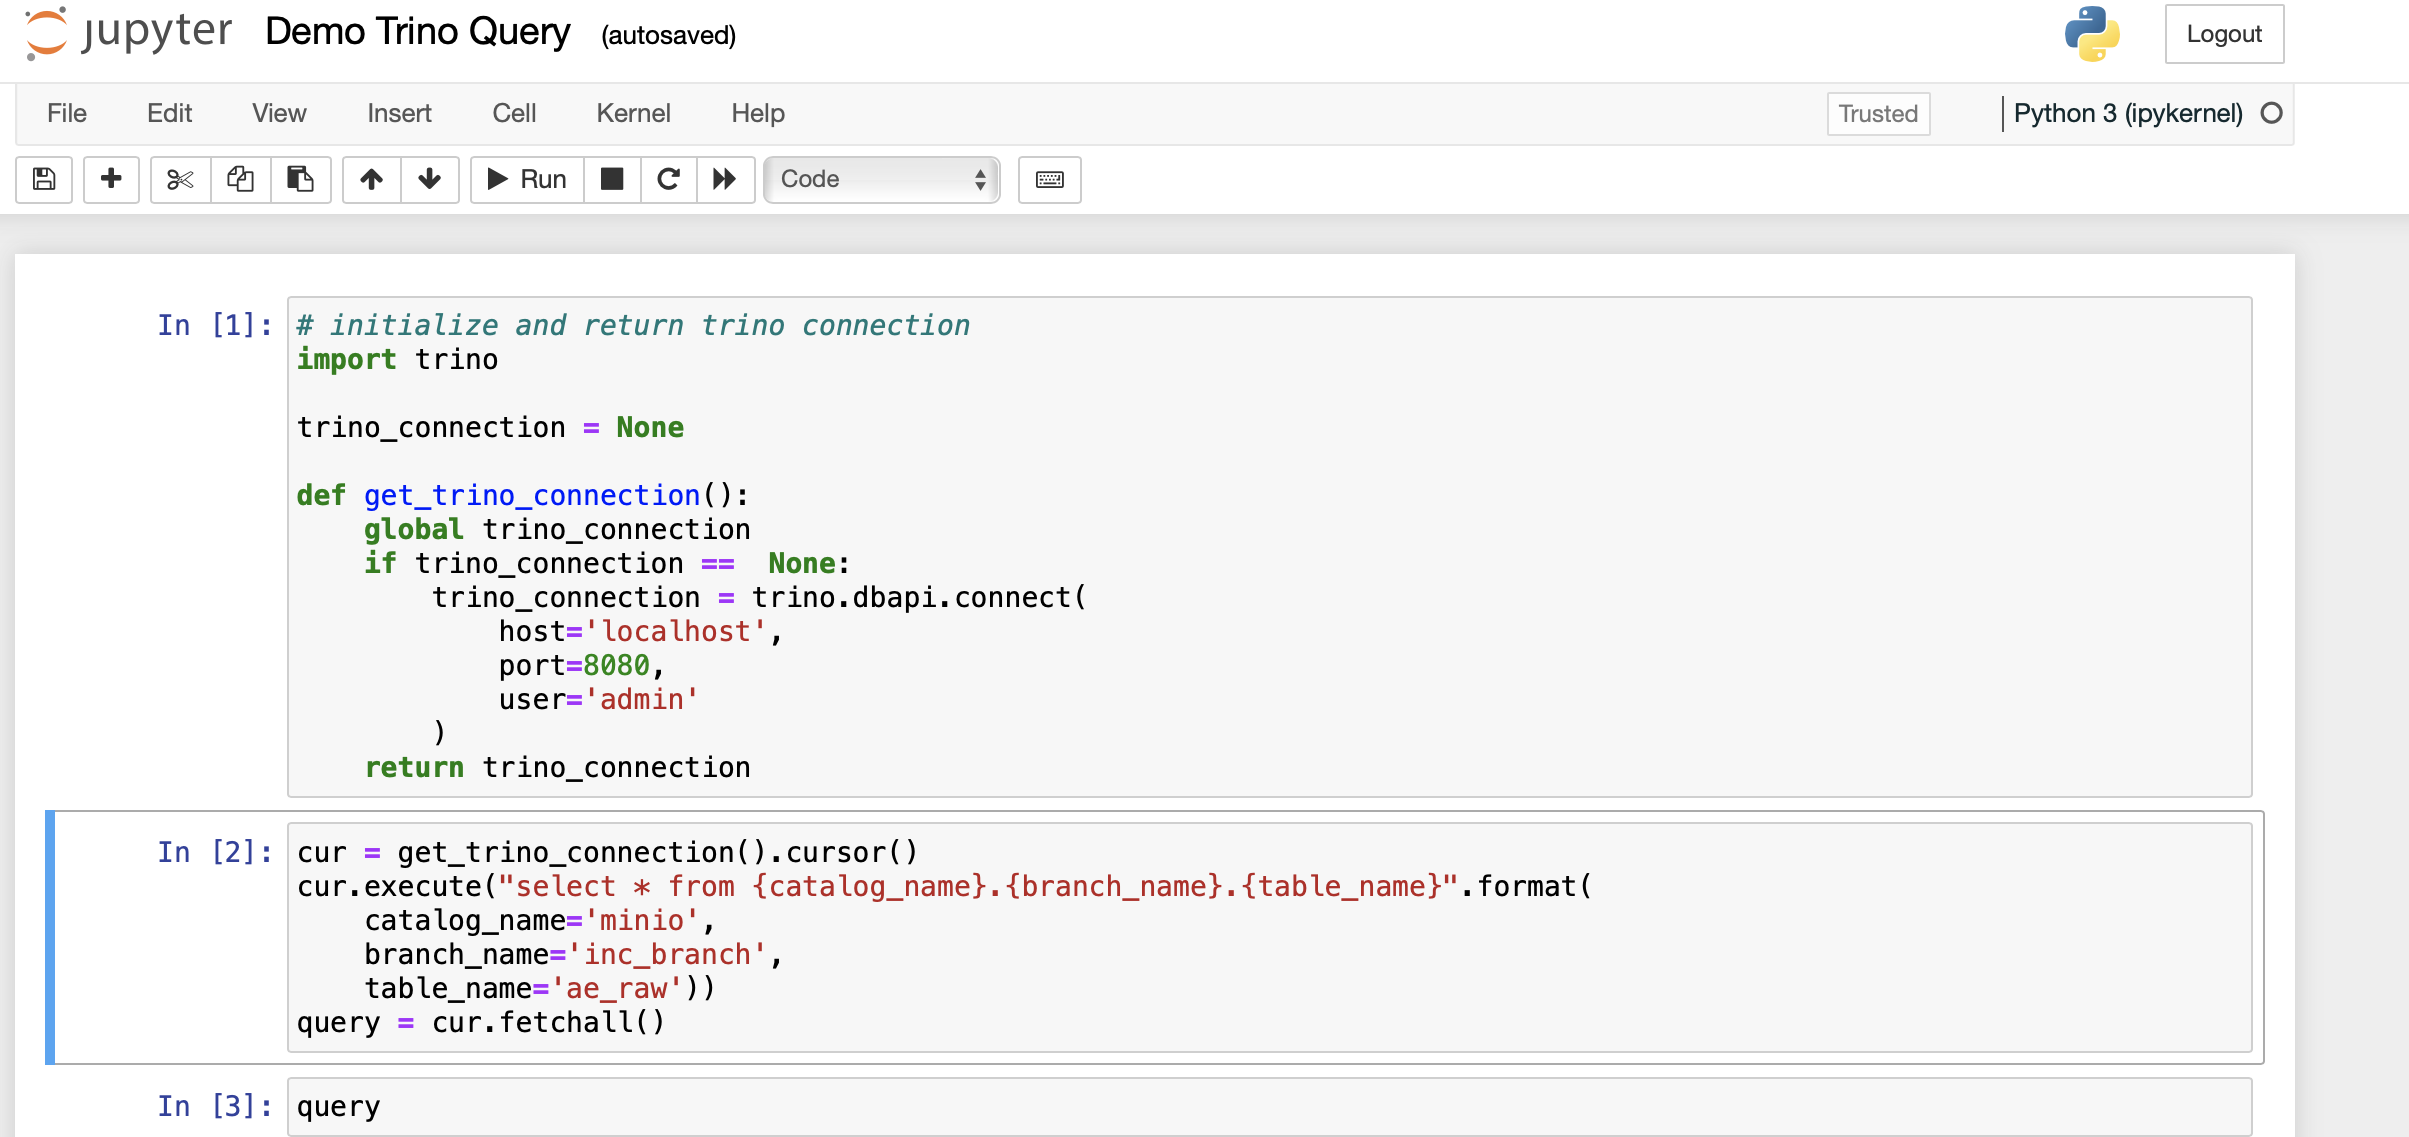 jupyter Demo Trino Query (autosaved) Logout
File Edit View Insert Cell Kernel Help Trusted Python 3 (ipykernel)
Run Code
In [1]: # initialize and return trino connection
import trino

trino_connection = None

def get_trino_connection():
    global trino_connection
    if trino_connection ==  None:
        trino_connection = trino.dbapi.connect(
            host='localhost',
            port=8080,
            user='admin'
        )
    return trino_connection
In [2]: cur = get_trino_connection().cursor()
cur.execute("select * from {catalog_name}.{branch_name}.{table_name}".format(
    catalog_name='minio',
    branch_name='inc_branch',
    table_name='ae_raw'))
query = cur.fetchall()
In [3]: query